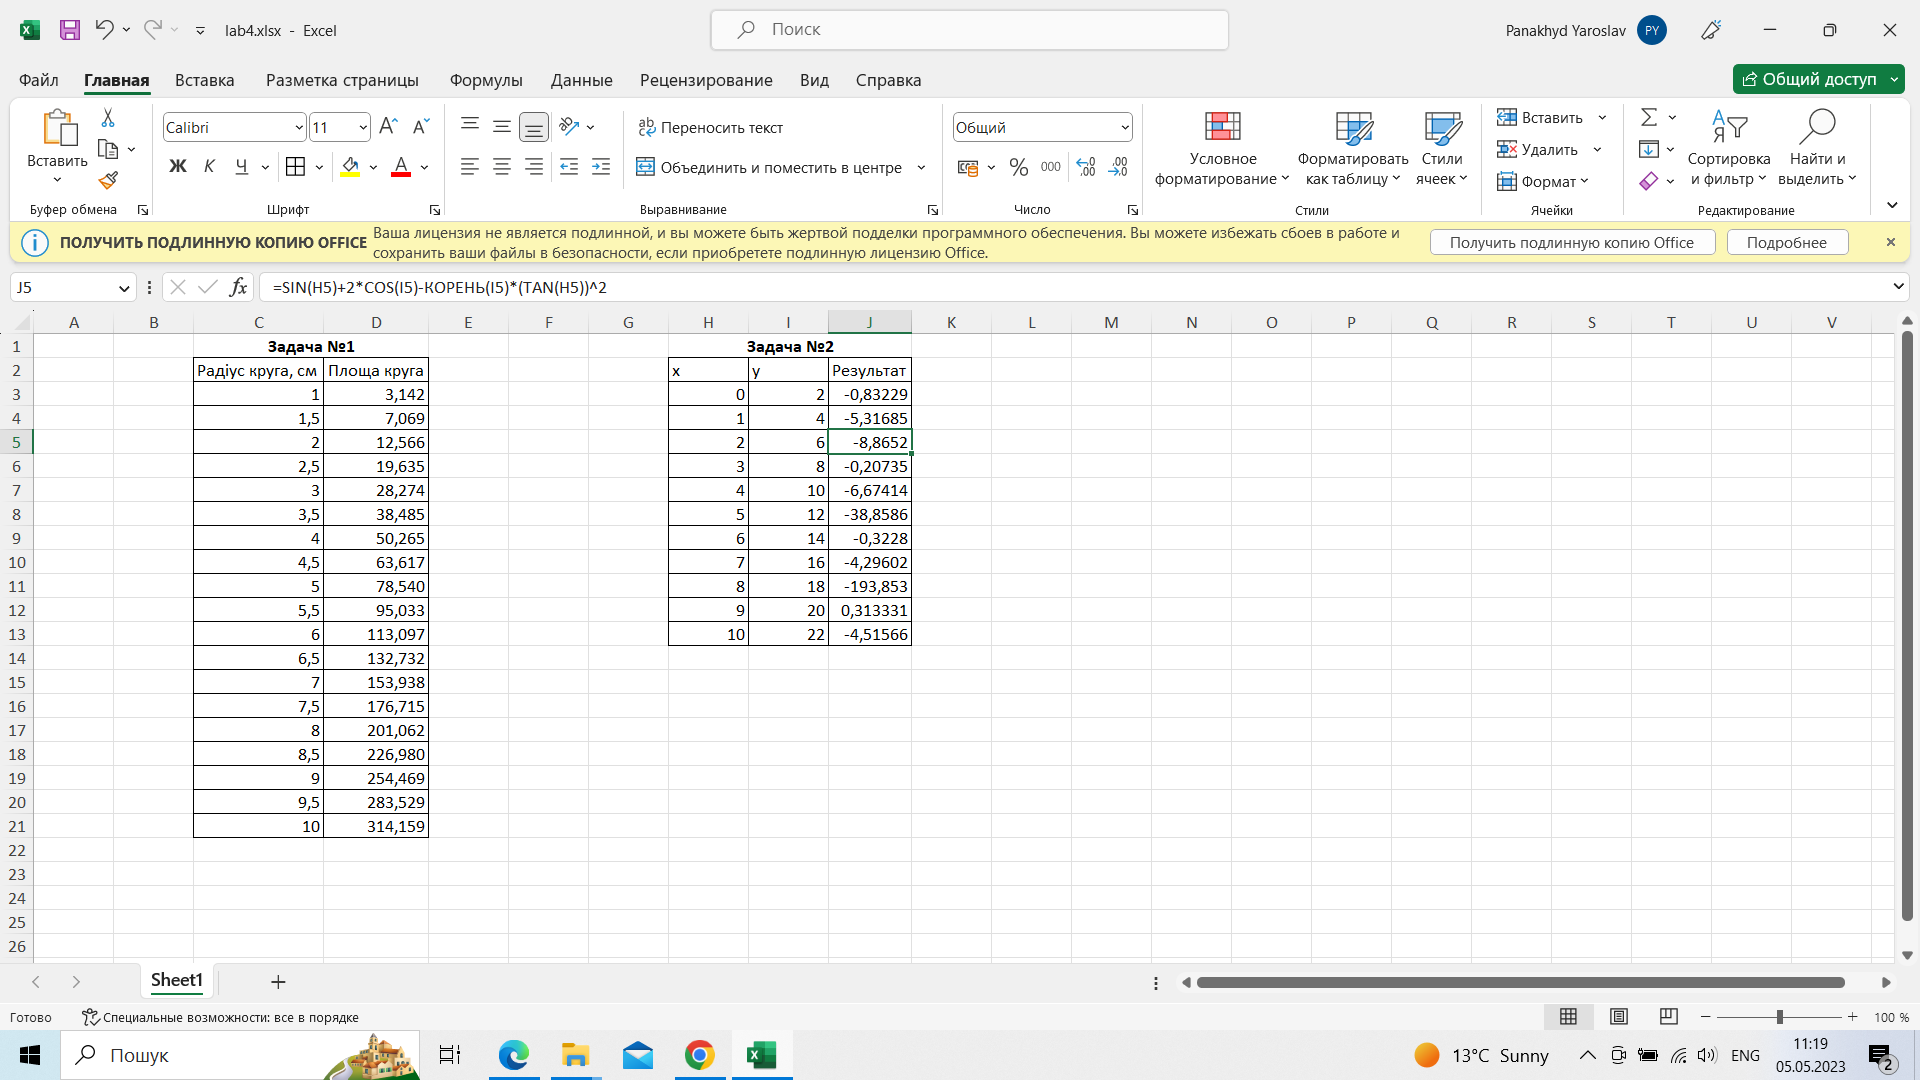 lab4.xlsx - Excel
Поиск
Panakhyd Yaroslav
PY
Файл Главная Вставка Разметка страницы Формулы Данные Рецензирование Вид Справка
Общий доступ
Вставить
Буфер обмена
Calibri 11
Ж К Ч
Шрифт
Переносить текст
Объединить и поместить в центре
Выравнивание
Общий
% 000
Число
Условное форматирование
Форматировать как таблицу
Стили ячеек
Стили
Вставить
Удалить
Формат
Ячейки
Сортировка и фильтр
Найти и выделить
Редактирование
ПОЛУЧИТЬ ПОДЛИННУЮ КОПИЮ OFFICE
Ваша лицензия не является подлинной, и вы можете быть жертвой подделки программного обеспечения. Вы можете избежать сбоев в работе и
сохранить ваши файлы в безопасности, если приобретете подлинную лицензию Office.
Получить подлинную копию Office
Подробнее
J5
fx
=SIN(H5)+2*COS(I5)-КОРЕНЬ(I5)*(TAN(H5))^2
A B C D E F G H I J K L M N O P Q R S T U V
1 Задача №1 Задача №2
2 Радіус круга, см Площа круга x y Результат
3 1 3,142 0 2 -0,83229
4 1,5 7,069 1 4 -5,31685
5 2 12,566 2 6 -8,8652
6 2,5 19,635 3 8 -0,20735
7 3 28,274 4 10 -6,67414
8 3,5 38,485 5 12 -38,8586
9 4 50,265 6 14 -0,3228
10 4,5 63,617 7 16 -4,29602
11 5 78,540 8 18 -193,853
12 5,5 95,033 9 20 0,313331
13 6 113,097 10 22 -4,51566
14 6,5 132,732
15 7 153,938
16 7,5 176,715
17 8 201,062
18 8,5 226,980
19 9 254,469
20 9,5 283,529
21 10 314,159
22
23
24
25
26
Sheet1
Готово
Специальные возможности: все в порядке
100 %
Пошук
13°C Sunny
ENG
11:19
05.05.2023
2